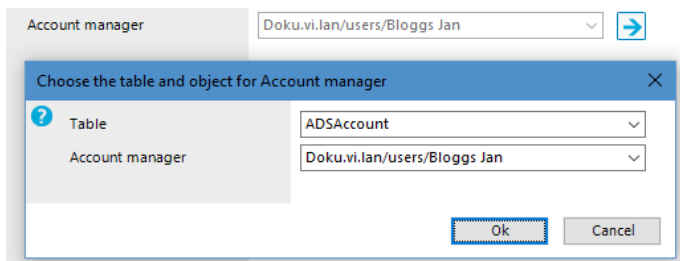 Account manager Doku.vi.lan/users/Bloggs Jan
Choose the table and object for Account manager
? Table ADSAccount
Account manager Doku.vi.lan/users/Bloggs Jan
Ok Cancel